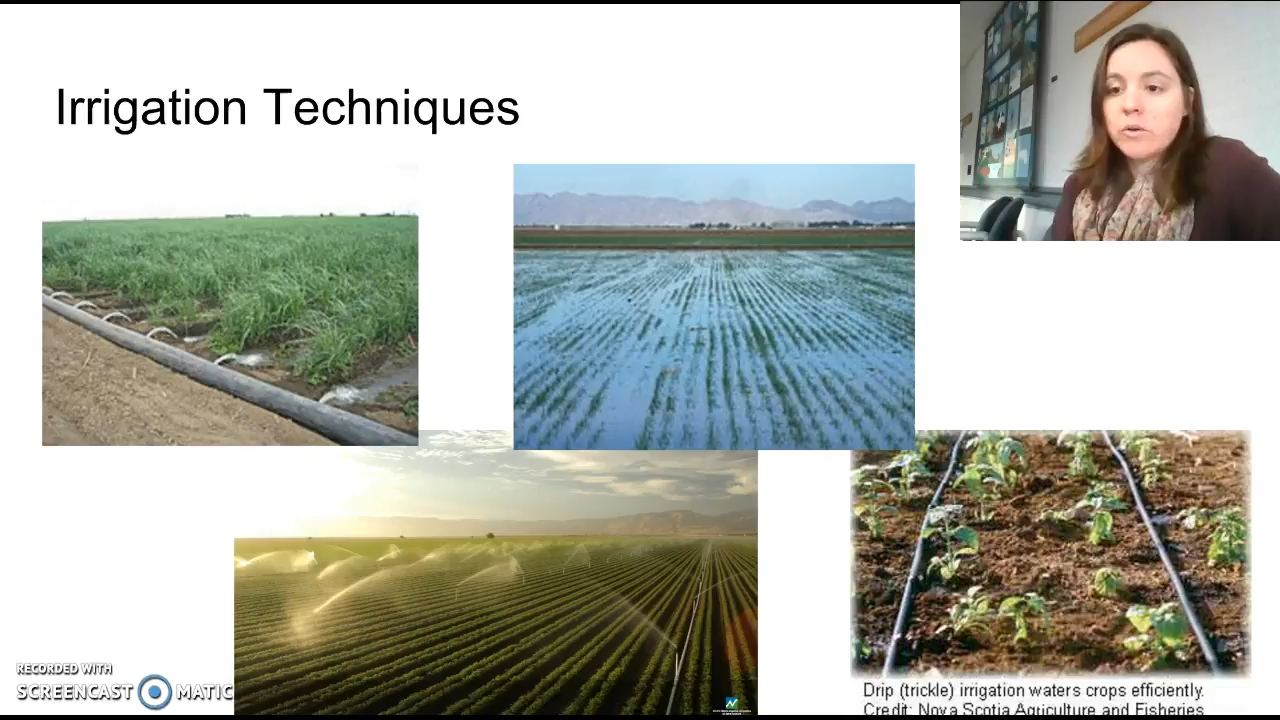 Irrigation Techniques
RECORDED WITH
SCREENCAST MATIC
Drip (trickle) irrigation waters crops efficiently.
Credit: Nova Scotia Agriculture and Fisheries